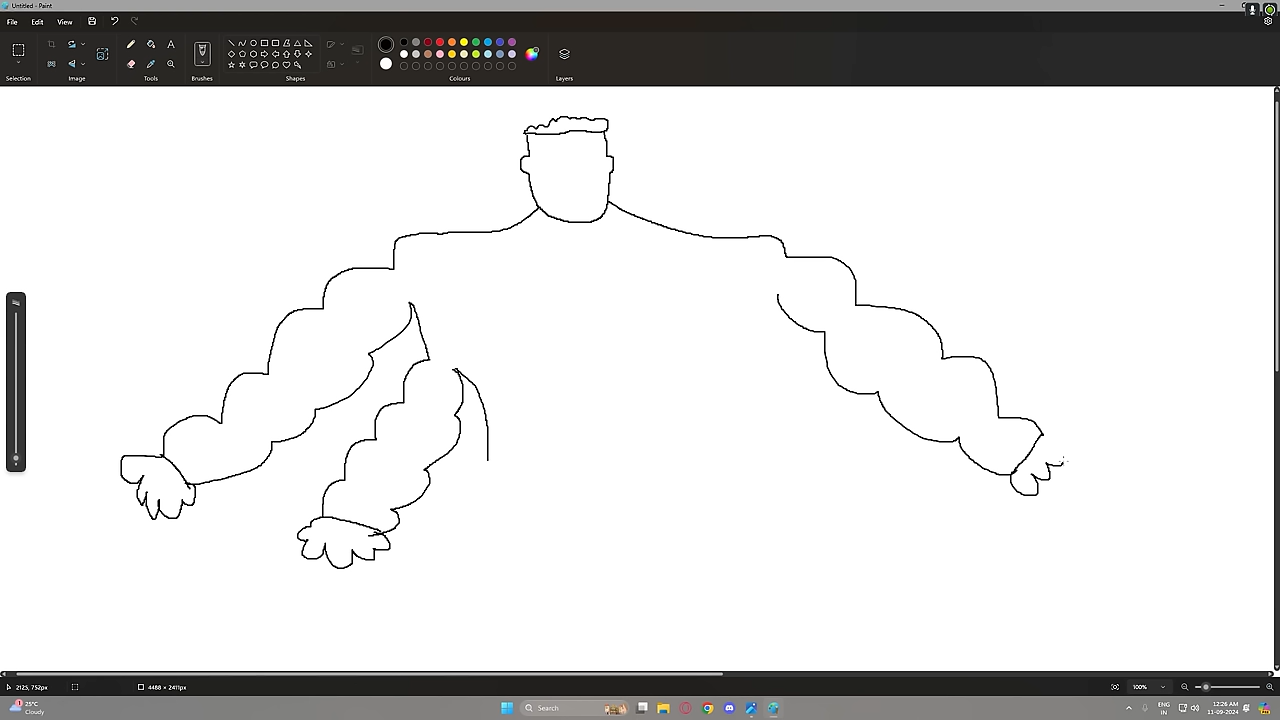 Untitled - Paint
File Edit View
Selection Image Tools Brushes Shapes Colours Layers
2125, 752px 4488 × 2411px 100%
25°C
Cloudy
Search
ENG
IN
12:26 AM
11-09-2024